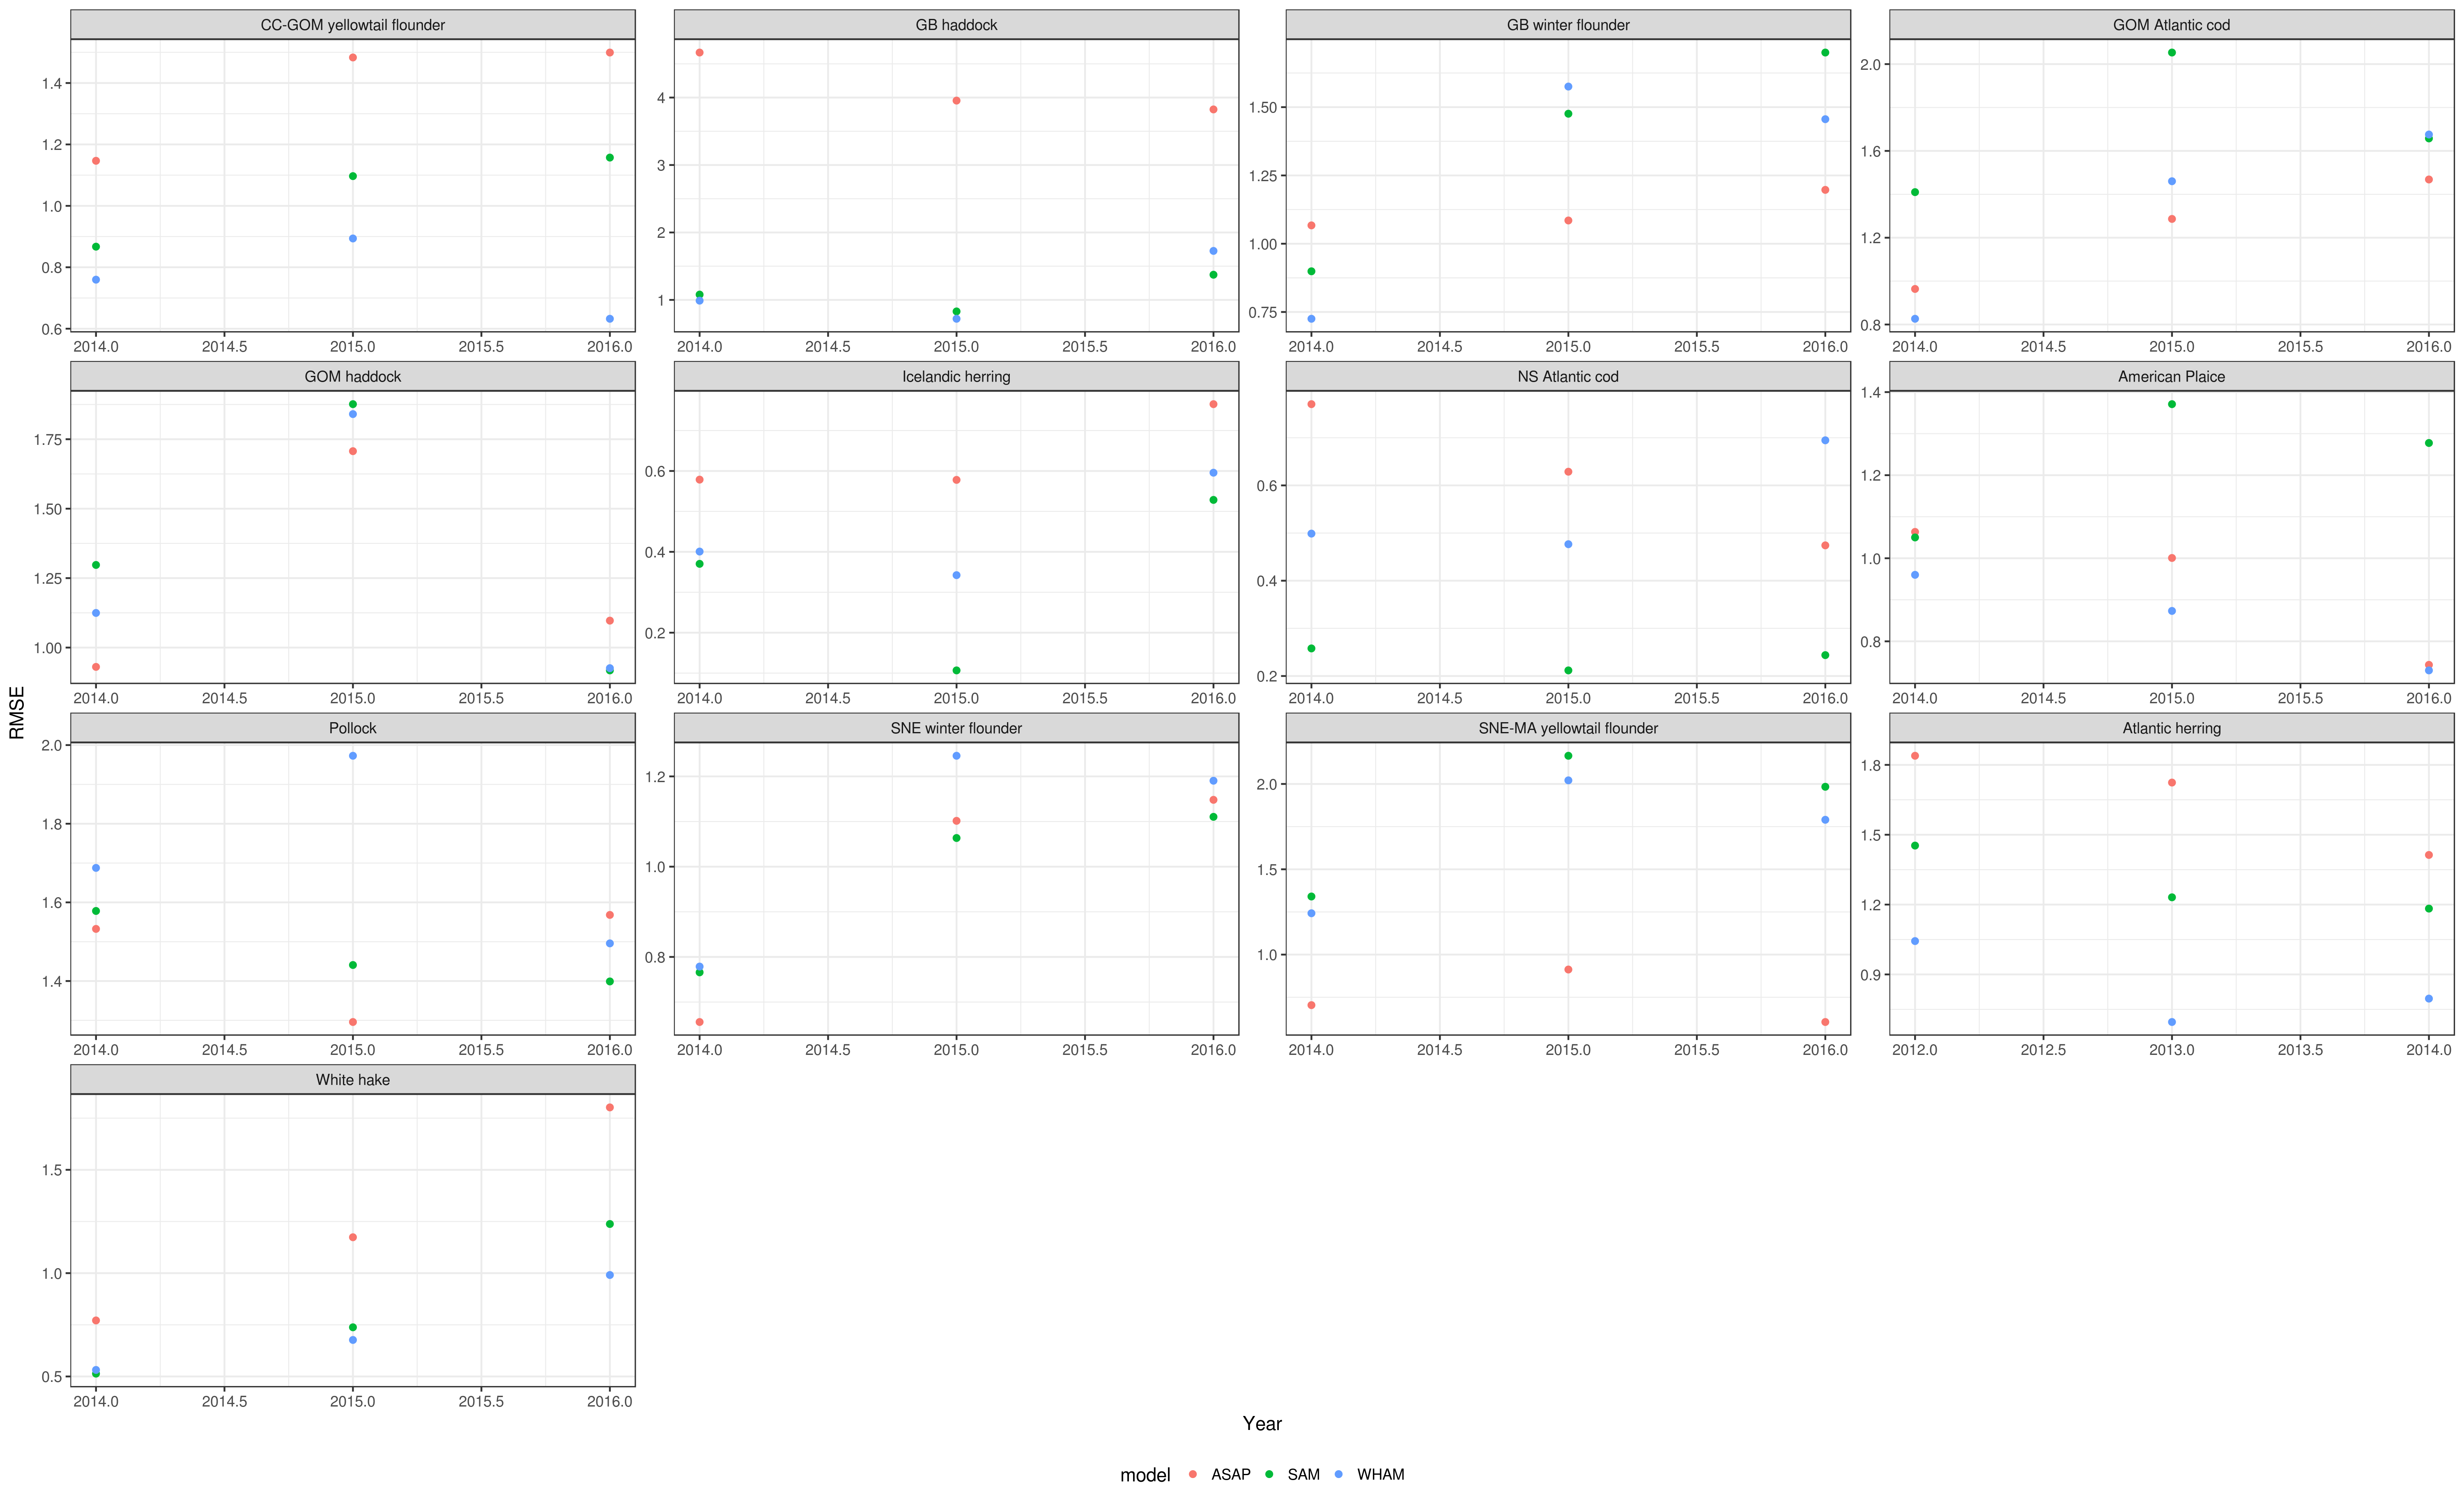 CC-GOM yellowtail flounder GB haddock GB winter flounder GOM Atlantic cod
1.4 1.2 1.0 0.8 0.6
4 3 2 1
1.50 1.25 1.00 0.75
2.0 1.6 1.2 0.8
2014.0 2014.5 2015.0 2015.5 2016.0 2014.0 2014.5 2015.0 2015.5 2016.0 2014.0 2014.5 2015.0 2015.5 2016.0 2014.0 2014.5 2015.0 2015.5 2016.0
GOM haddock Icelandic herring NS Atlantic cod American Plaice
1.75 1.50 1.25 1.00
0.6 0.4 0.2
0.6 0.4 0.2
1.4 1.2 1.0 0.8
2014.0 2014.5 2015.0 2015.5 2016.0 2014.0 2014.5 2015.0 2015.5 2016.0 2014.0 2014.5 2015.0 2015.5 2016.0 2014.0 2014.5 2015.0 2015.5 2016.0
RMSE
Pollock SNE winter flounder SNE-MA yellowtail flounder Atlantic herring
2.0 1.8 1.6 1.4
1.2 1.0 0.8
2.0 1.5 1.0
1.8 1.5 1.2 0.9
2014.0 2014.5 2015.0 2015.5 2016.0 2014.0 2014.5 2015.0 2015.5 2016.0 2014.0 2014.5 2015.0 2015.5 2016.0 2012.0 2012.5 2013.0 2013.5 2014.0
White hake
1.5 1.0 0.5
2014.0 2014.5 2015.0 2015.5 2016.0
Year
model ASAP SAM WHAM